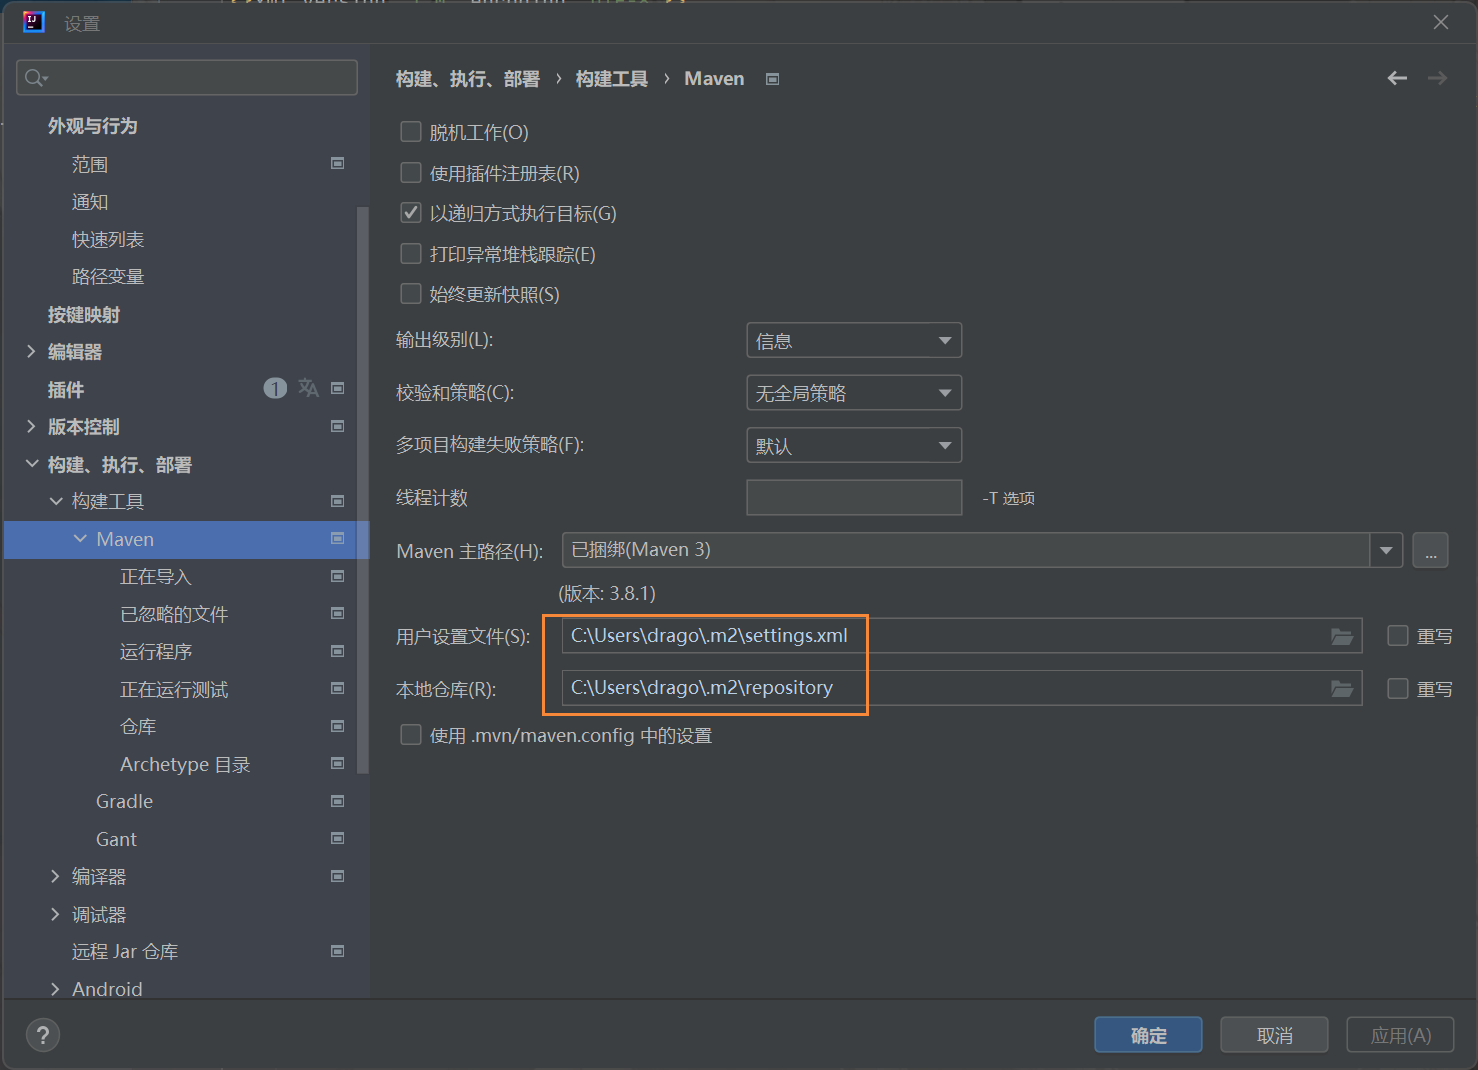 设置
外观与行为
范围
通知
快速列表
路径变量
按键映射
编辑器
插件 1
版本控制
构建、执行、部署
构建工具
Maven
正在导入
已忽略的文件
运行程序
正在运行测试
仓库
Archetype 目录
Gradle
Gant
编译器
调试器
远程 Jar 仓库
Android
构建、执行、部署 › 构建工具 › Maven
脱机工作(O)
使用插件注册表(R)
以递归方式执行目标(G)
打印异常堆栈跟踪(E)
始终更新快照(S)
输出级别(L): 信息
校验和策略(C): 无全局策略
多项目构建失败策略(F): 默认
线程计数 -T 选项
Maven 主路径(H): 已捆绑(Maven 3) ...
(版本: 3.8.1)
用户设置文件(S): C:\Users\drago\.m2\settings.xml 重写
本地仓库(R): C:\Users\drago\.m2\repository 重写
使用 .mvn/maven.config 中的设置
? 确定 取消 应用(A)